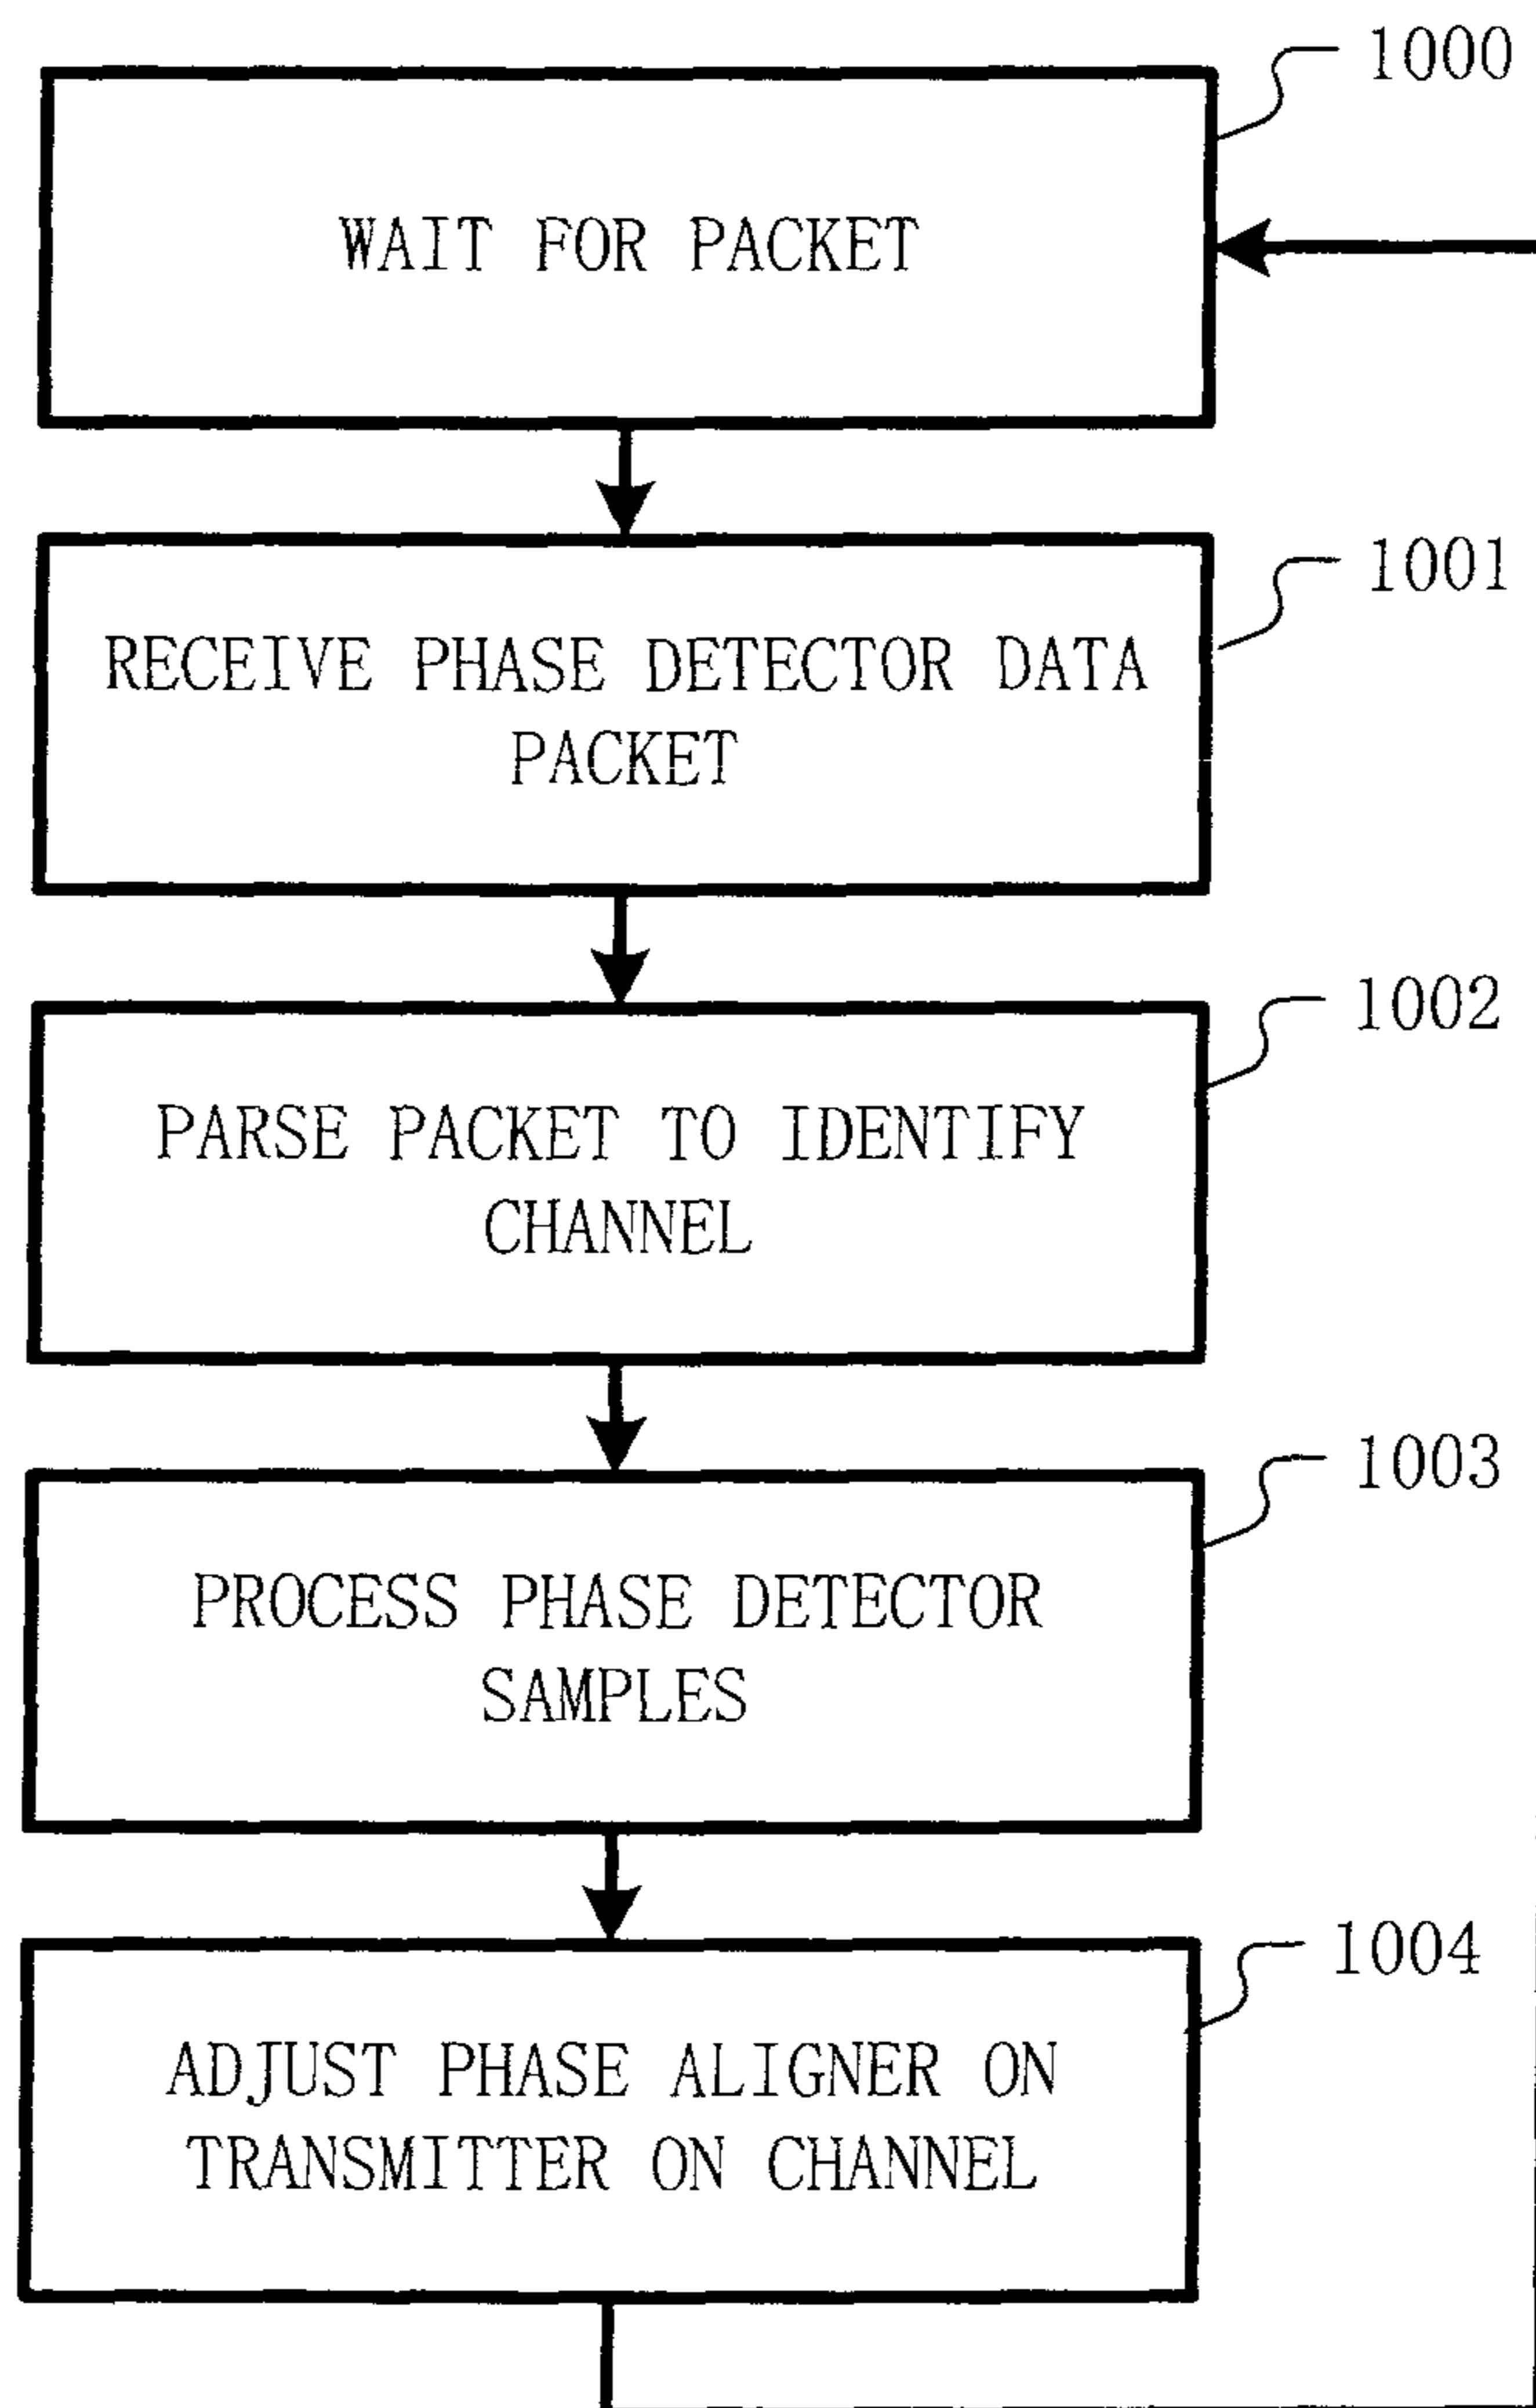 1000
WAIT FOR PACKET
1001
RECEIVE PHASE DETECTOR DATA
PACKET
1002
PARSE PACKET TO IDENTIFY
CHANNEL
1003
PROCESS PHASE DETECTOR
SAMPLES
1004
ADJUST PHASE ALIGNER ON
TRANSMITTER ON CHANNEL